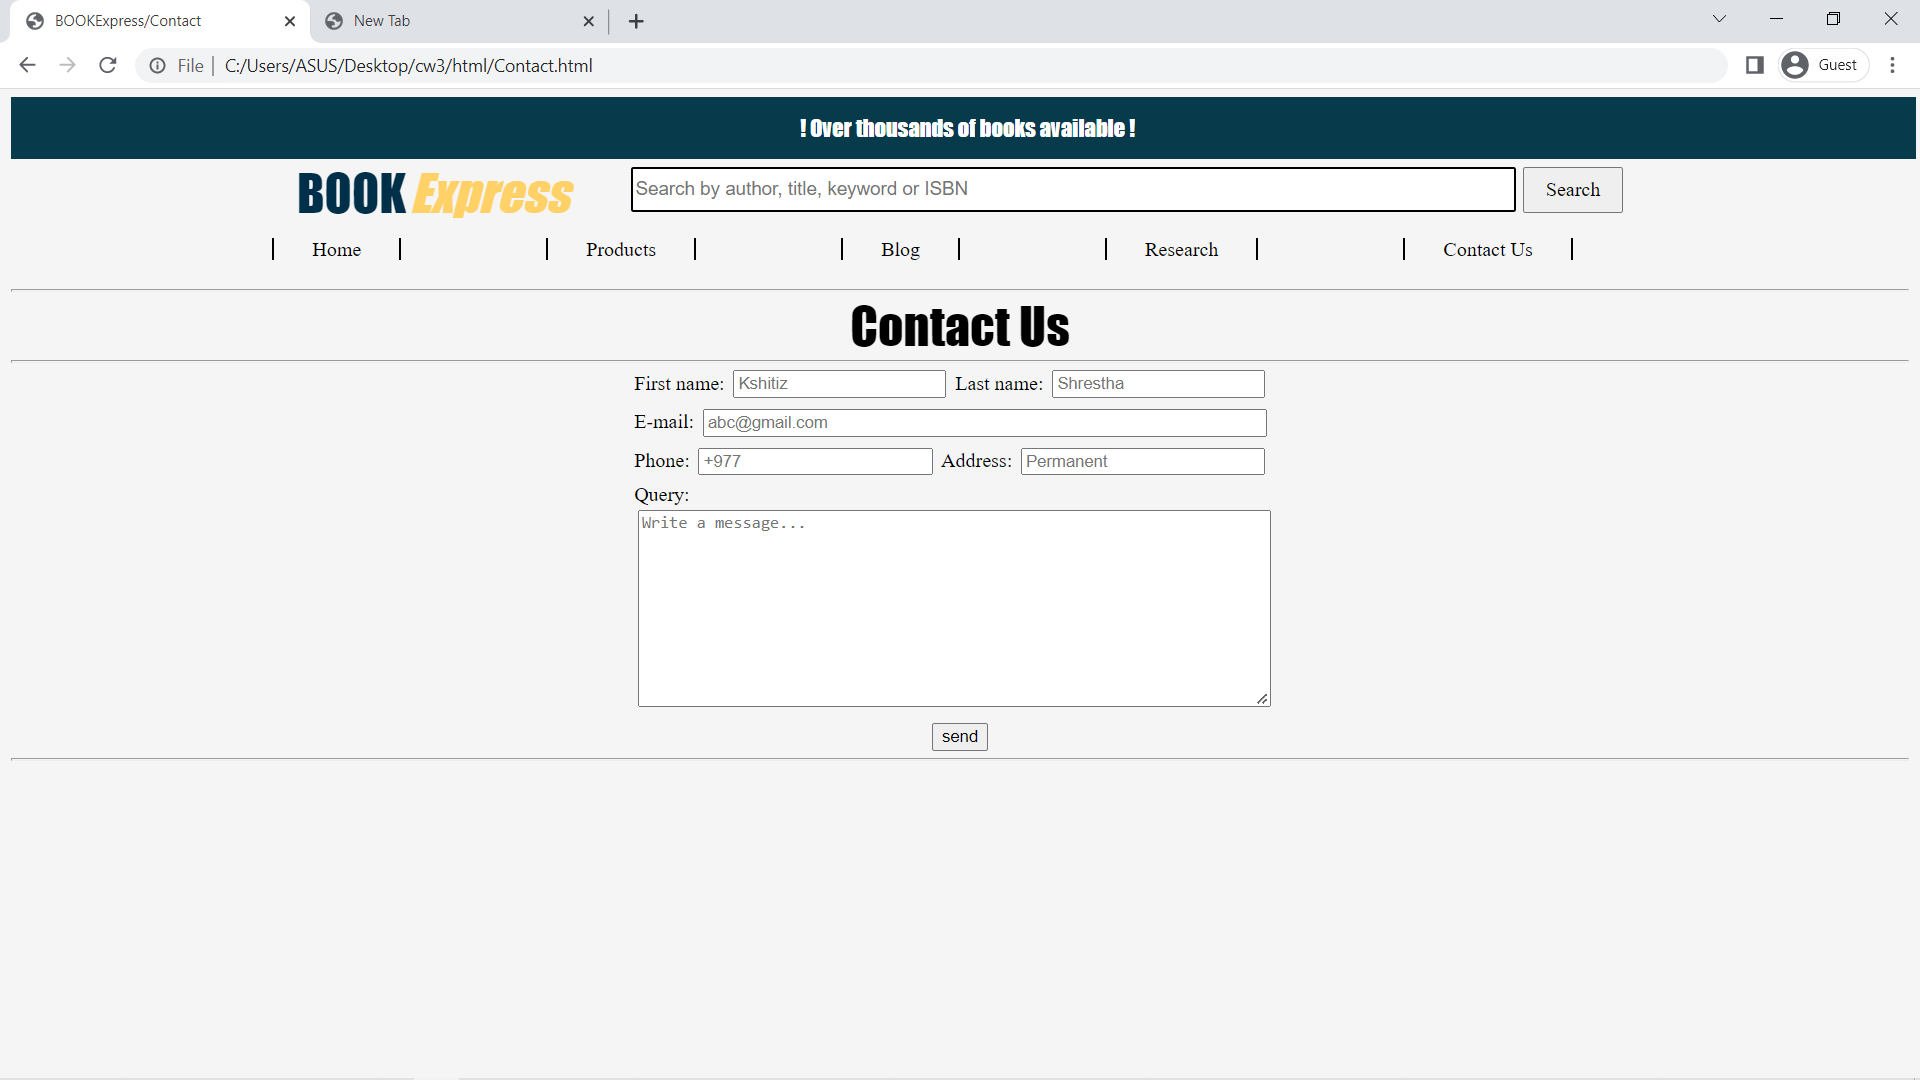 BOOKExpress/Contact
New Tab
File | C:/Users/ASUS/Desktop/cw3/html/Contact.html
Guest
! Over thousands of books available !
BOOK Express
Search by author, title, keyword or ISBN
Search
Home Products Blog Research Contact Us
Contact Us
First name: Kshitiz Last name: Shrestha
E-mail: abc@gmail.com
Phone: +977 Address: Permanent
Query:
Write a message...
send